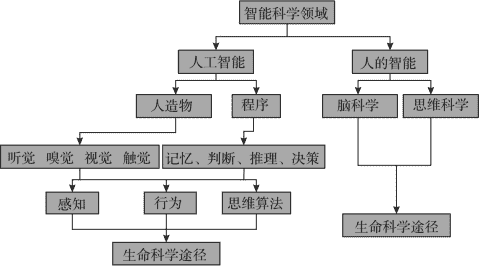 智能科学领域
人工智能
人的智能
人造物
程序
脑科学
思维科学
听觉 嗅觉 视觉 触觉
记忆、判断、推理、决策
感知
行为
思维算法
生命科学途径
生命科学途径